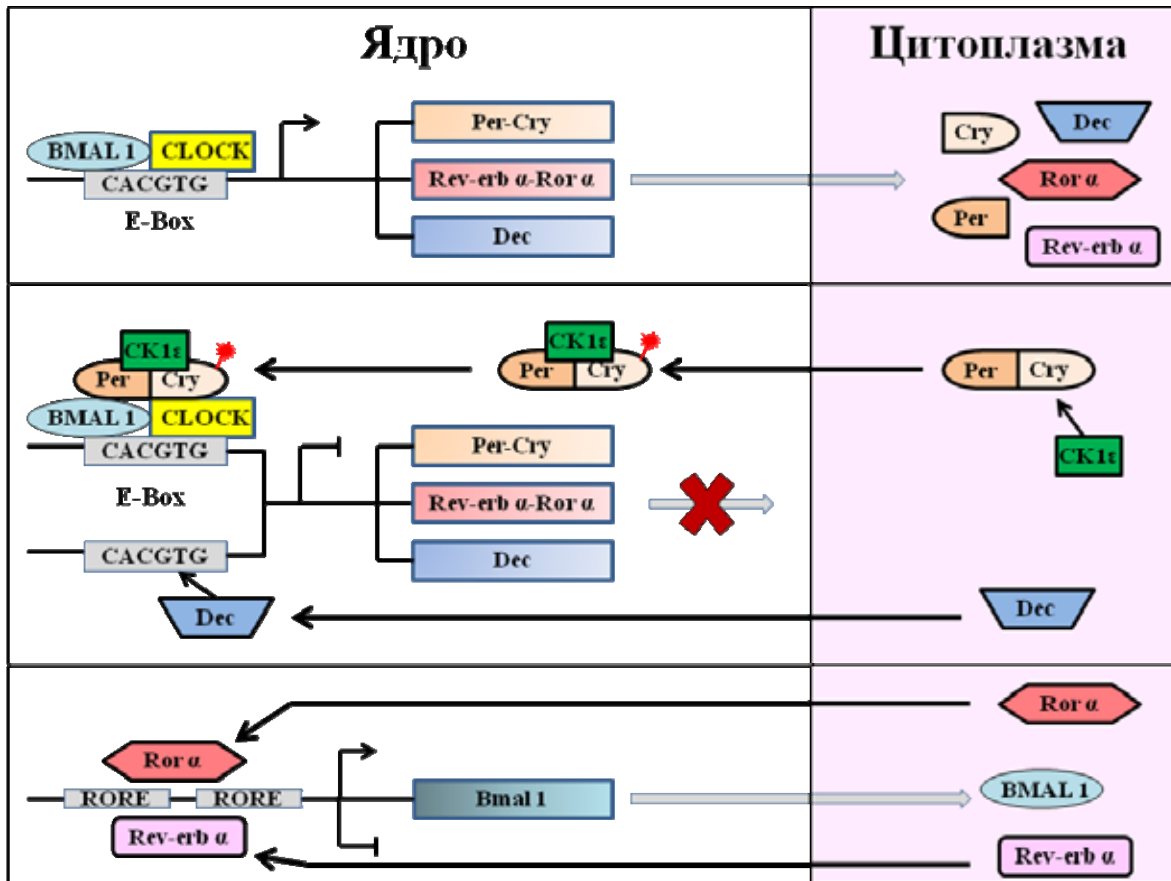 Ядро
Цитоплазма
BMAL 1
CLOCK
CACGTG
E-Box
Per-Cry
Rev-erb α-Ror α
Dec
Cry
Dec
Ror α
Per
Rev-erb α
CK1ε
Per
Cry
BMAL 1
CLOCK
CACGTG
E-Box
CACGTG
Dec
CK1ε
Per
Cry
Per-Cry
Rev-erb α-Ror α
Dec
Per
Cry
CK1ε
Dec
Ror α
RORE
RORE
Rev-erb α
Bmal 1
Ror α
BMAL 1
Rev-erb α